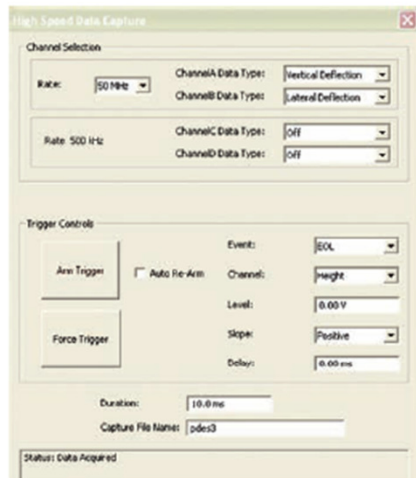 High Speed Data Capture
Channel Selection
Rate: 50 MHz
ChannelA Data Type: Vertical Deflection
ChannelB Data Type: Lateral Deflection
Rate 500 kHz
ChannelC Data Type: Off
ChannelD Data Type: Off
Trigger Controls
Arm Trigger
Auto Re-Arm
Force Trigger
Event: EOL
Channel: Height
Level: 0.00 V
Slope: Positive
Delay: 0.00 ms
Duration: 10.0 ms
Capture File Name: pdes3
Status: Data Acquired